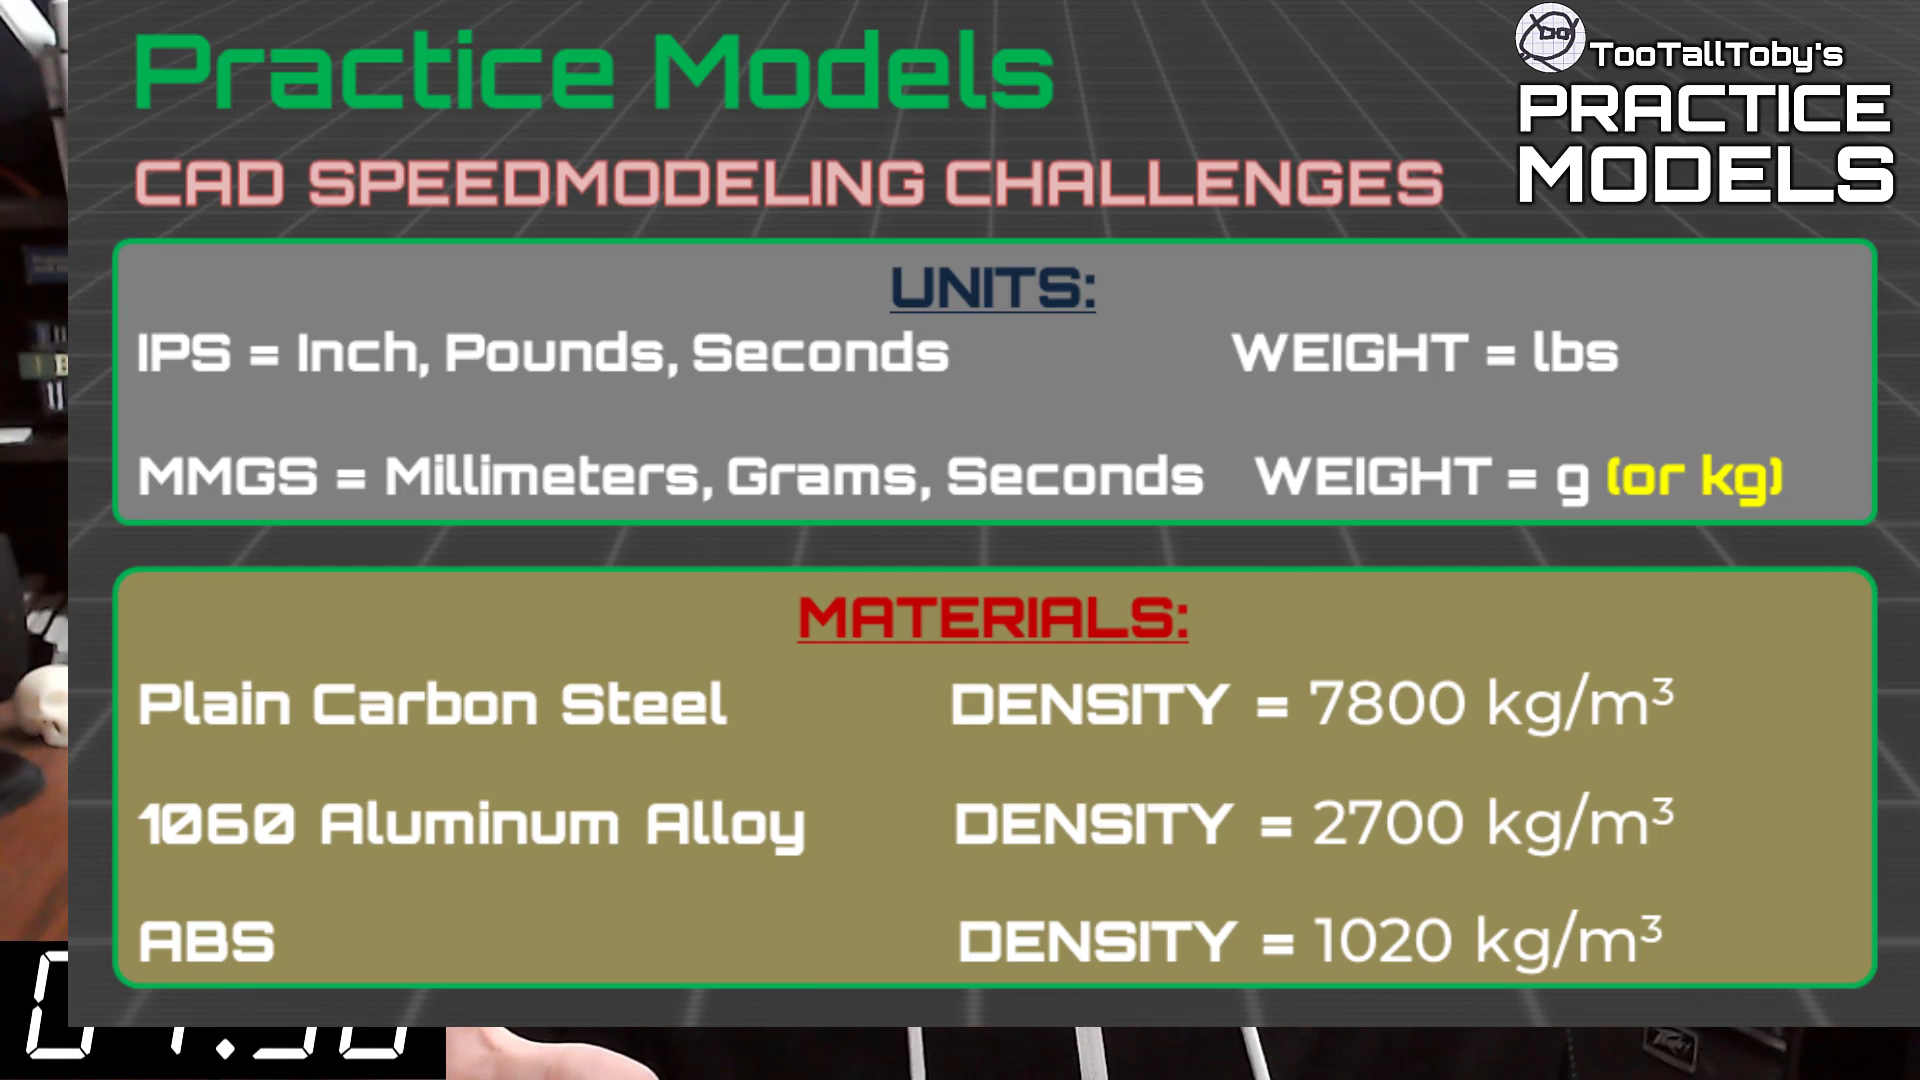 Practice Models
TooTallToby's
PRACTICE
MODELS
CAD SPEEDMODELING CHALLENGES
UNITS:
IPS = Inch, Pounds, Seconds WEIGHT = lbs
MMGS = Millimeters, Grams, Seconds WEIGHT = g (or kg)
MATERIALS:
Plain Carbon Steel DENSITY = 7800 kg/m³
1060 Aluminum Alloy DENSITY = 2700 kg/m³
ABS DENSITY = 1020 kg/m³